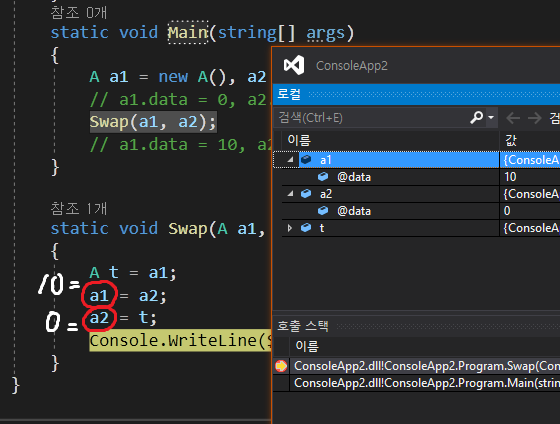 참조 0개
static void Main(string[] args)
{
A a1 = new A(), a2
// a1.data = 0, a2.
Swap(a1, a2);
// a1.data = 10, a2
}
참조 1개
static void Swap(A a1,
{
A t = a1;
10= a1 = a2;
0= a2 = t;
Console.WriteLine($
}
}
ConsoleApp2
로컬
검색(Ctrl+E)
검
이름 값
a1 {ConsoleA
@data 10
a2 {ConsoleA
@data 0
t {ConsoleA
호출 스택
이름
ConsoleApp2.dll!ConsoleApp2.Program.Swap(Con
ConsoleApp2.dll!ConsoleApp2.Program.Main(strin